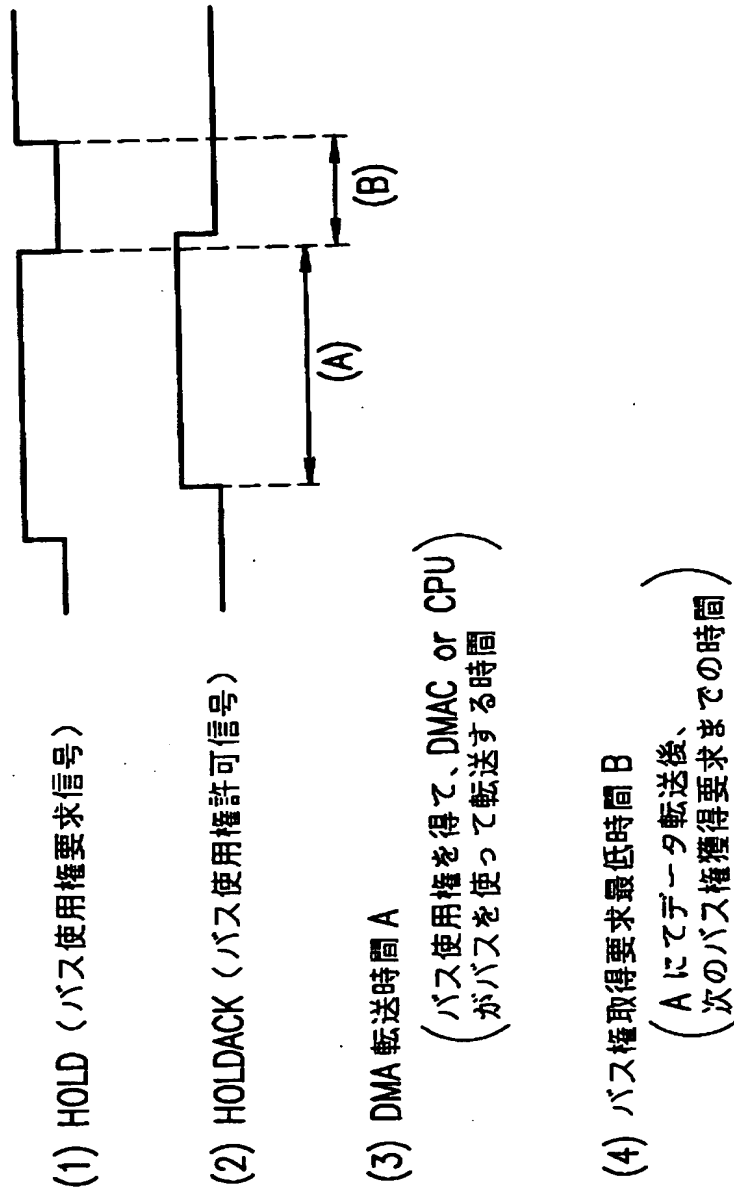 (1) HOLD (バス使用権要求信号)
(2) HOLDACK (バス使用権許可信号)
(A)
(B)
(3) DMA 転送時間 A
(バス使用権を得て、DMAC or CPU
がバスを使って転送する時間)
(4) バス権取得要求最低時間 B
(A にてデータ転送後、
次のバス権獲得要求までの時間)